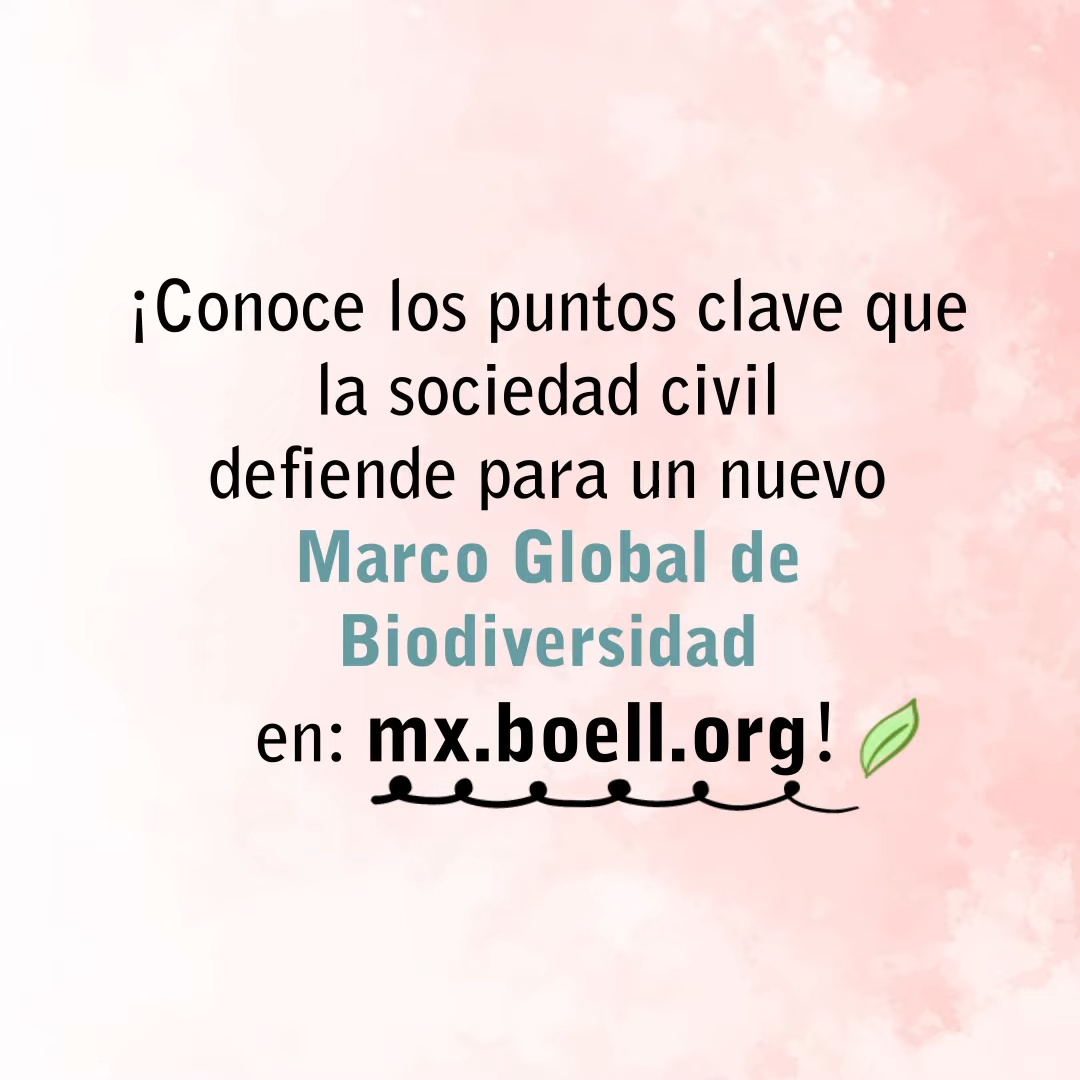 ¡Conoce los puntos clave que
la sociedad civil
defiende para un nuevo
Marco Global de
Biodiversidad
en: mx.boell.org!